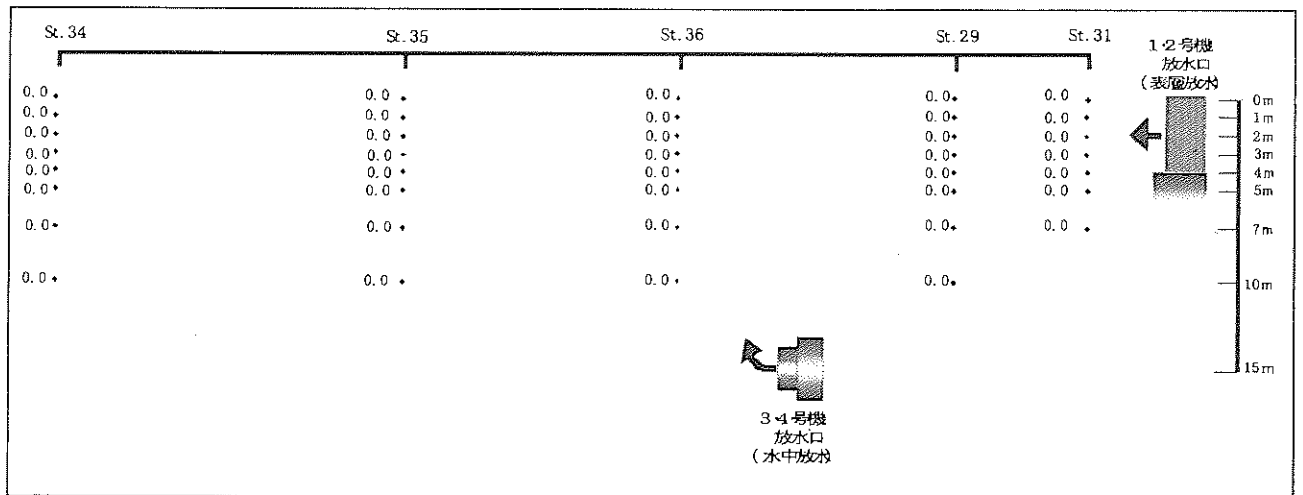 St.34 St.35 St.36 St.29 St.31
1·2号機
放水口
(表層放水)
0.0 0.0 0.0 0.0 0.0 0m
0.0 0.0 0.0 0.0 0.0 1m
0.0 0.0 0.0 0.0 0.0 2m
0.0 0.0 0.0 0.0 0.0 3m
0.0 0.0 0.0 0.0 0.0 4m
0.0 0.0 0.0 0.0 0.0 5m
0.0 0.0 0.0 0.0 0.0 7m
0.0 0.0 0.0 0.0 10m
15m
3·4号機
放水口
(水中放水)